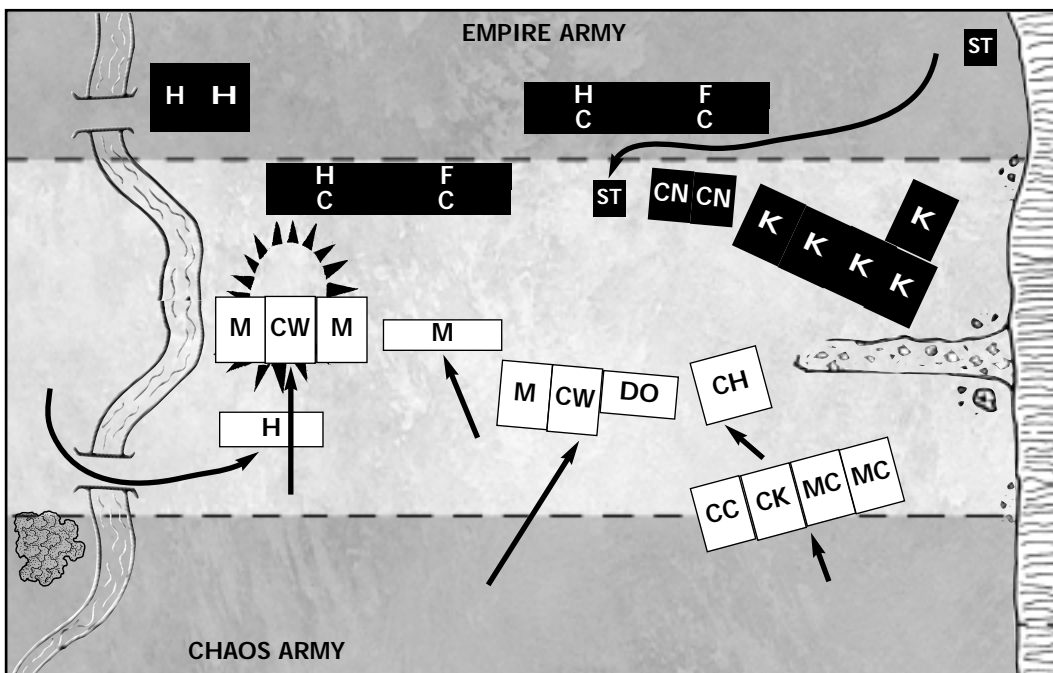 EMPIRE ARMY
ST
H H
H F
C C
H F
C C
ST
CN CN
K
K K K K
M CW M
M
H
M CW DO
CH
CC CK MC MC
CHAOS ARMY